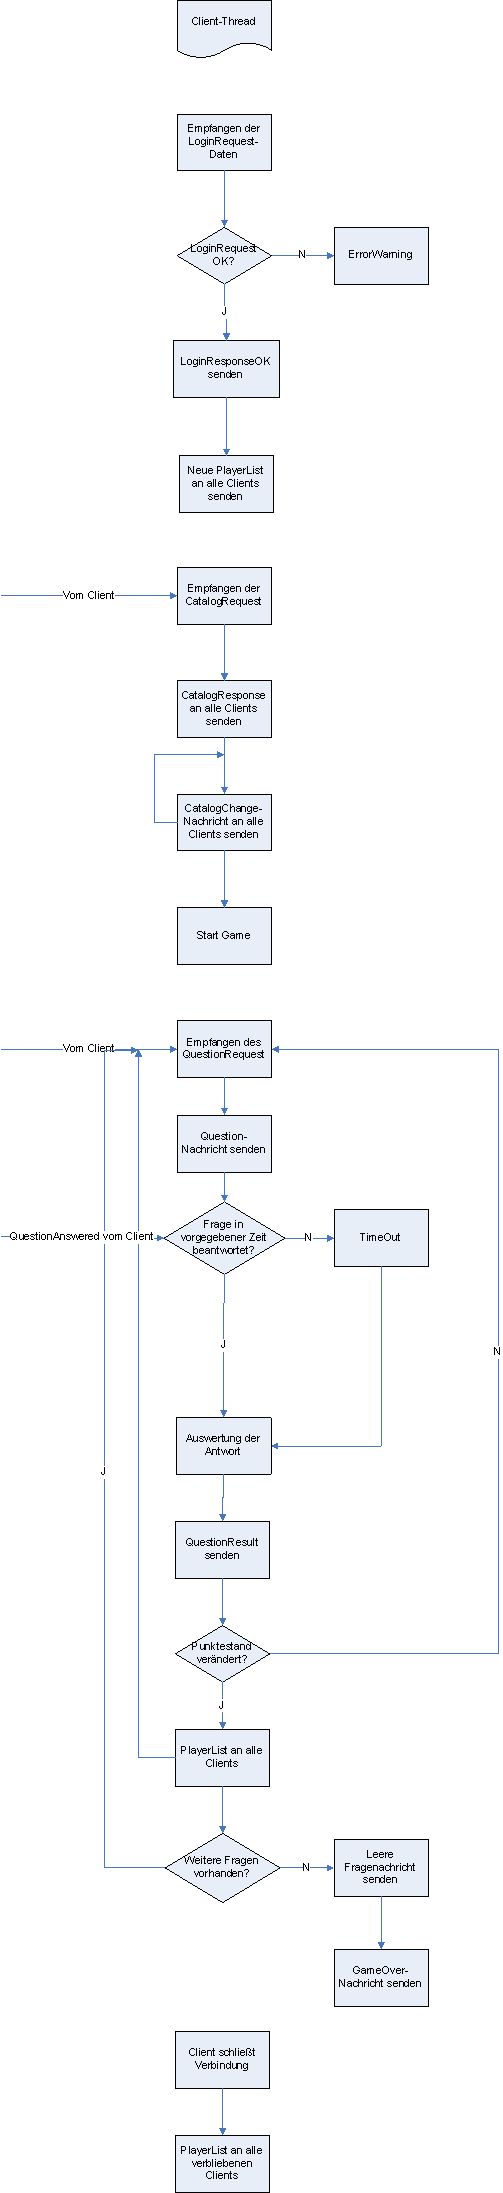 Client-Thread
Empfangen der
LoginRequest-
Daten
LoginRequest
OK?
N
ErrorWarning
J
LoginResponseOK
senden
Neue PlayerList
an alle Clients
senden
Vom Client
Empfangen der
CatalogRequest
CatalogResponse
an alle Clients
senden
CatalogChange-
Nachricht an alle
Clients senden
Start Game
Vom Client
Empfangen des
QuestionRequest
Question-
Nachricht senden
QuestionAnswered vom Client
Frage in
vorgegebener Zeit
beantwortet?
N
TimeOut
J
N
Auswertung der
Antwort
J
QuestionResult
senden
Punktestand
verändert?
J
PlayerList an alle
Clients
Weitere Fragen
vorhanden?
N
Leere
Fragenachricht
senden
GameOver-
Nachricht senden
Client schließt
Verbindung
PlayerList an alle
verbliebenen
Clients